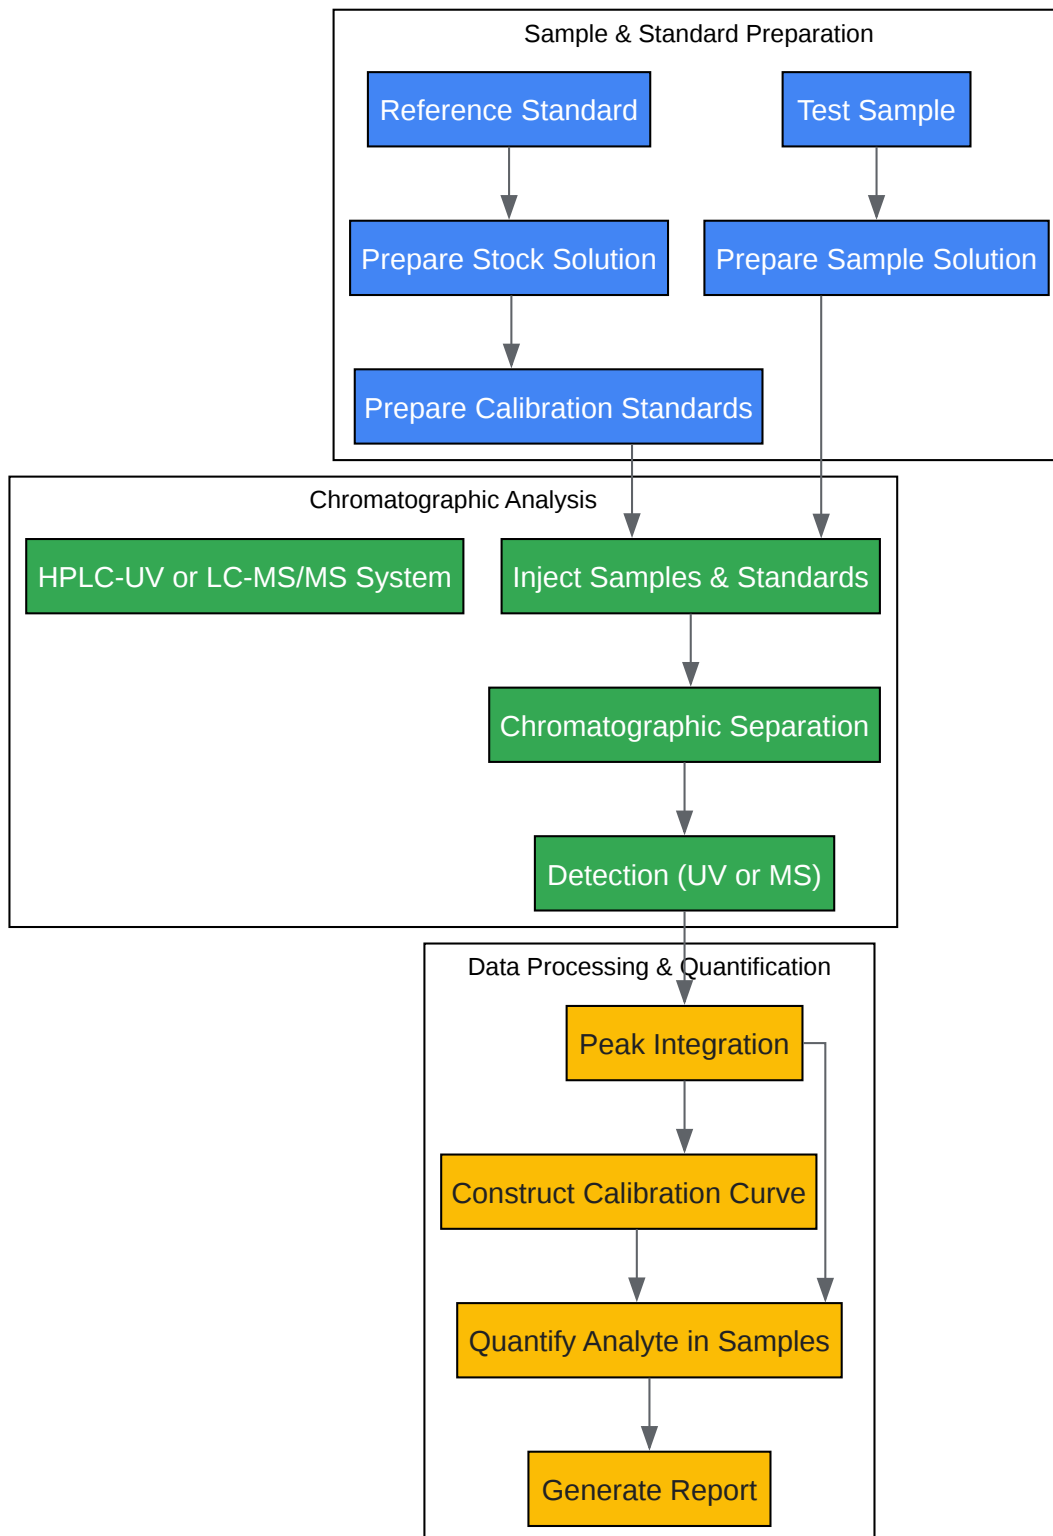 Sample & Standard Preparation
Reference Standard
Test Sample
Prepare Stock Solution
Prepare Sample Solution
Prepare Calibration Standards
Chromatographic Analysis
HPLC-UV or LC-MS/MS System
Inject Samples & Standards
Chromatographic Separation
Detection (UV or MS)
Data Processing & Quantification
Peak Integration
Construct Calibration Curve
Quantify Analyte in Samples
Generate Report